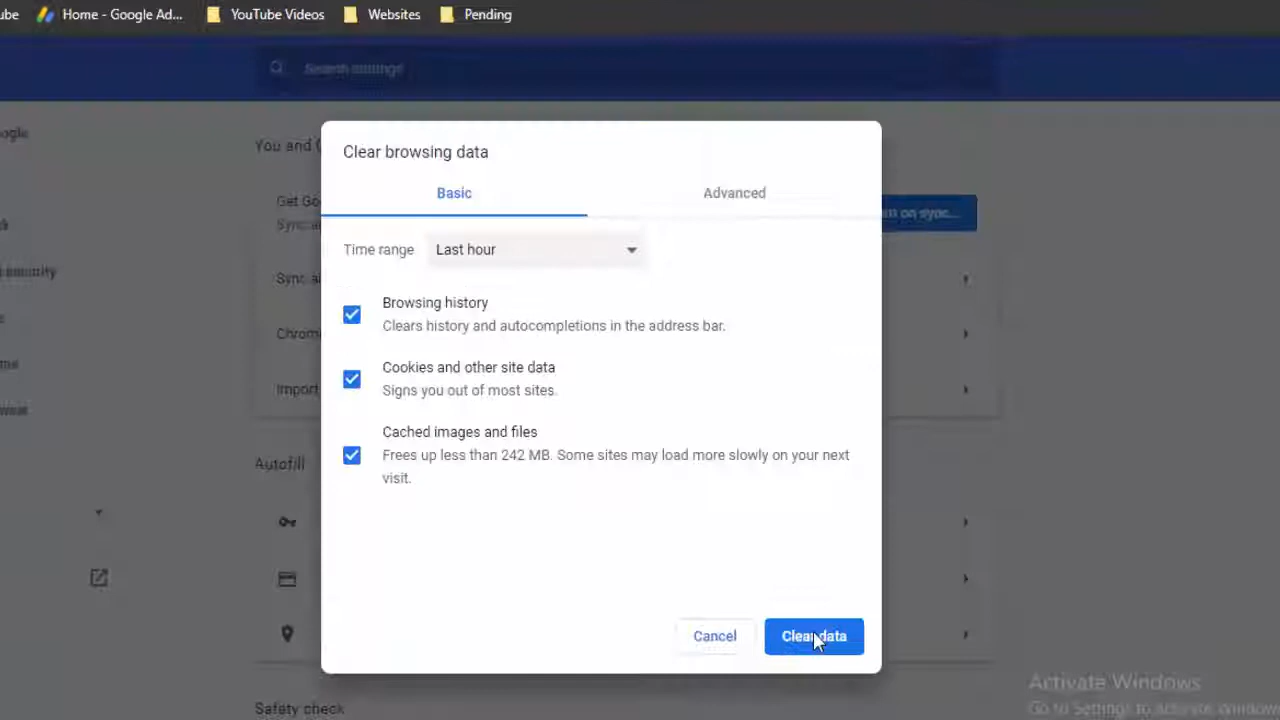 ube Home - Google Ad... YouTube Videos Websites Pending
Search settings
ogle
You and
Clear browsing data
Basic Advanced
Get Go
on sync...
Time range Last hour
security
Browsing history
Clears history and autocompletions in the address bar.
Chrom
Cookies and other site data
Signs you out of most sites.
Import
Cached images and files
Frees up less than 242 MB. Some sites may load more slowly on your next
visit.
Autofill
Cancel Clear data
Activate Windows
Go to Settings to activate Windows
Safety check